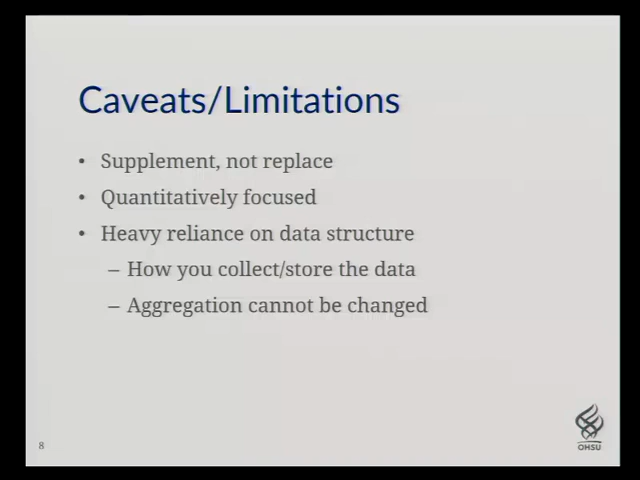 Caveats/Limitations
• Supplement, not replace
• Quantitatively focused
• Heavy reliance on data structure
– How you collect/store the data
– Aggregation cannot be changed
8
OHSU